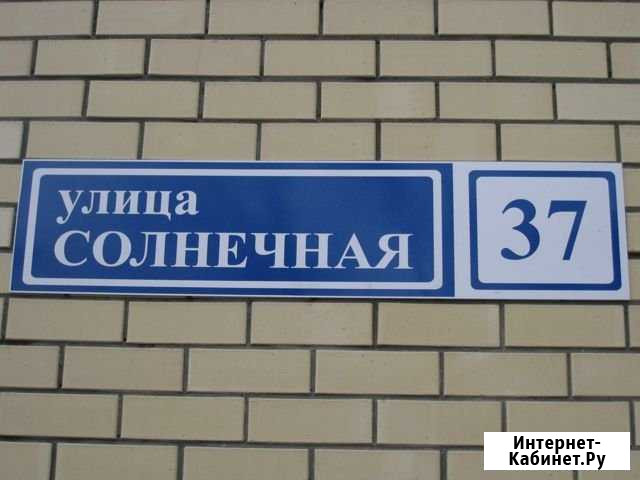 улица
СОЛНЕЧНАЯ
37
Интернет-
Кабинет.Ру